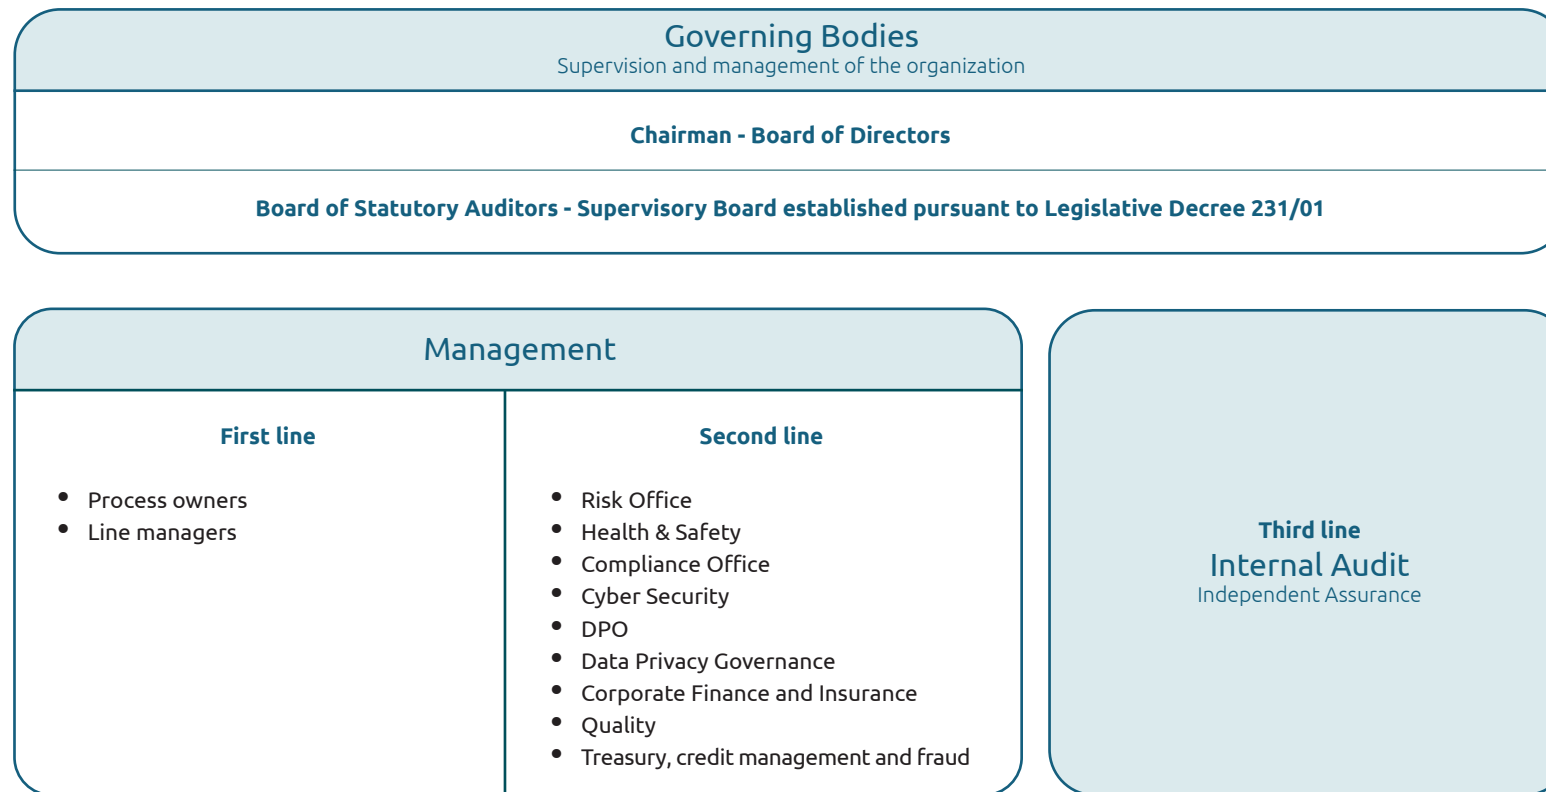 Governing Bodies
Supervision and management of the organization
Chairman - Board of Directors
Board of Statutory Auditors - Supervisory Board established pursuant to Legislative Decree 231/01
Management
First line
• Process owners
• Line managers
Second line
• Risk Office
• Health & Safety
• Compliance Office
• Cyber Security
• DPO
• Data Privacy Governance
• Corporate Finance and Insurance
• Quality
• Treasury, credit management and fraud
Third line
Internal Audit
Independent Assurance